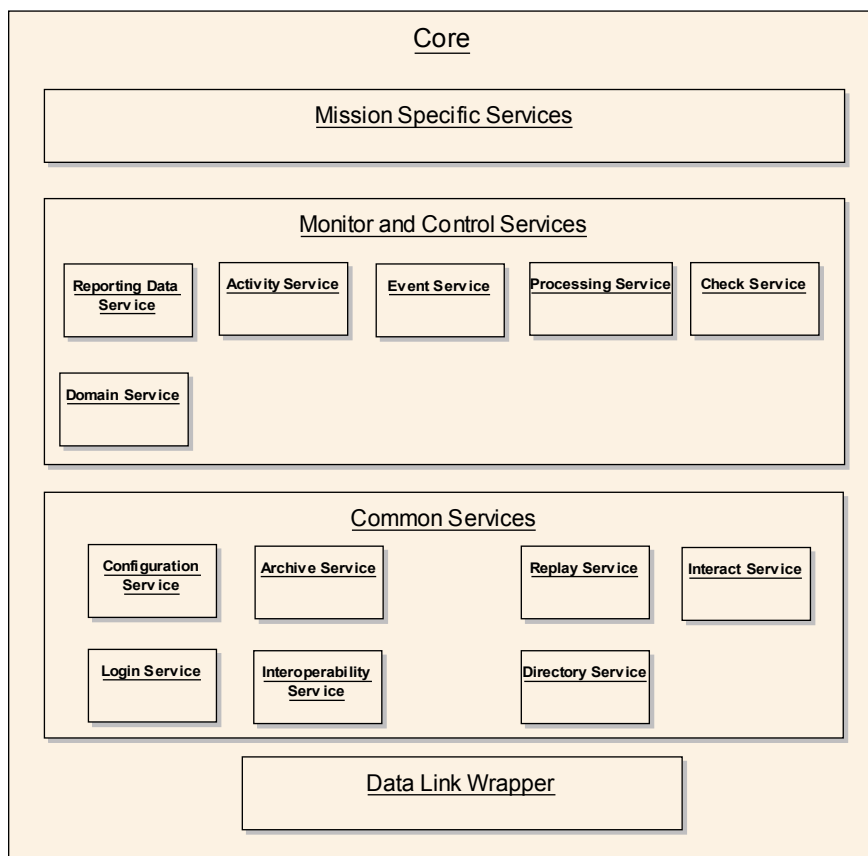 Core
Mission Specific Services
Monitor and Control Services
Reporting Data
Service
Activity Service
Event Service
Processing Service
Check Service
Domain Service
Common Services
Configuration
Service
Archive Service
Replay Service
Interact Service
Login Service
Interoperability
Service
Directory Service
Data Link Wrapper